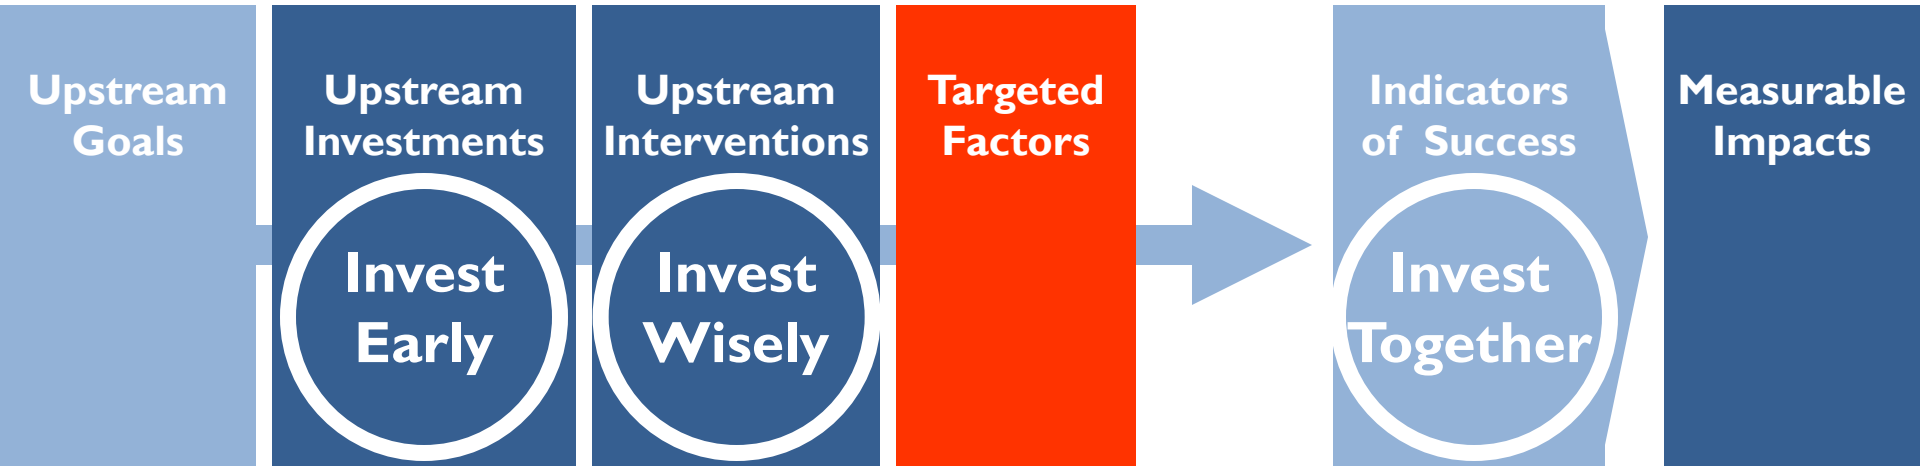 Upstream
Goals
Upstream
Investments
Invest
Early
Upstream
Interventions
Invest
Wisely
Targeted
Factors
Indicators
of Success
Invest
Together
Measurable
Impacts